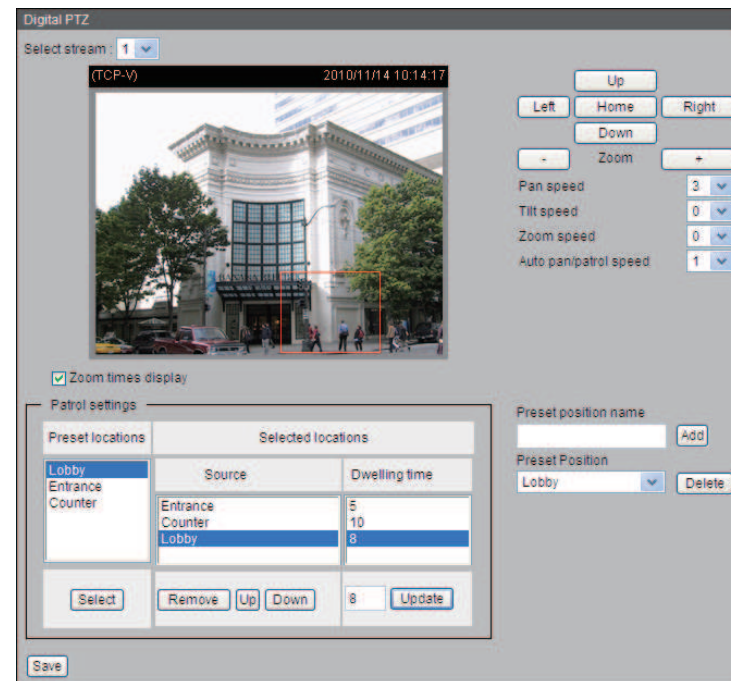 Digital PTZ
Select stream : 1
(TCP-V) 2010/11/14 10:14:17
Up
Left Home Right
Down
- Zoom +
Pan speed 3
Tilt speed 0
Zoom speed 0
Auto pan/patrol speed 1
Zoom times display
Patrol settings
Preset locations Selected locations
Lobby
Entrance
Counter
Source Dwelling time
Entrance 5
Counter 10
Lobby 8
Select Remove Up Down 8 Update
Preset position name
Add
Preset Position
Lobby Delete
Save